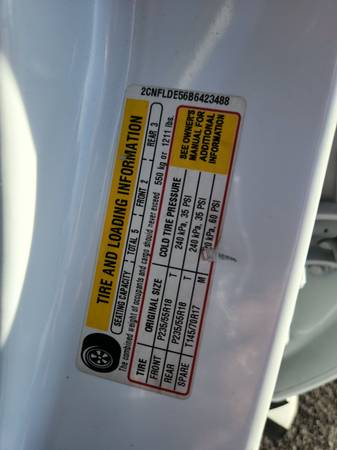 2CNFLDE56B6423488
TIRE AND LOADING INFORMATION
SEATING CAPACITY TOTAL 5 FRONT 2 REAR 3
The combined weight of occupants and cargo should never exceed 550 kg or 1211 lbs.
TIRE ORIGINAL SIZE COLD TIRE PRESSURE
FRONT P235/55R18 T 240 kPa, 35 PSI
REAR P235/55R18 T 240 kPa, 35 PSI
SPARE T145/70R17 M kPa, 60 PSI
SEE OWNER'S
MANUAL FOR
ADDITIONAL
INFORMATION